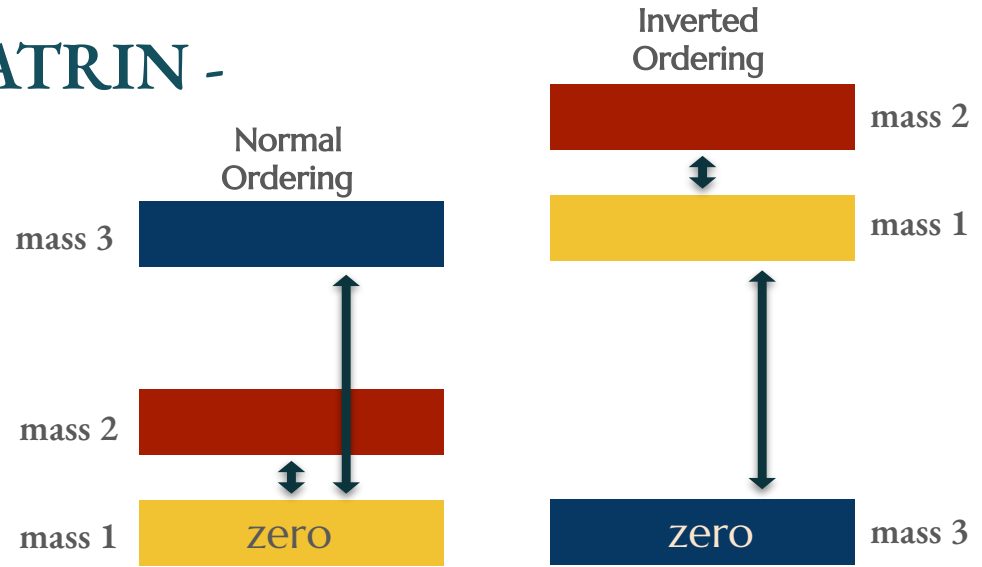 ATRIN -
Normal
Ordering
mass 3
mass 2
mass 1
zero
Inverted
Ordering
mass 2
mass 1
zero
mass 3